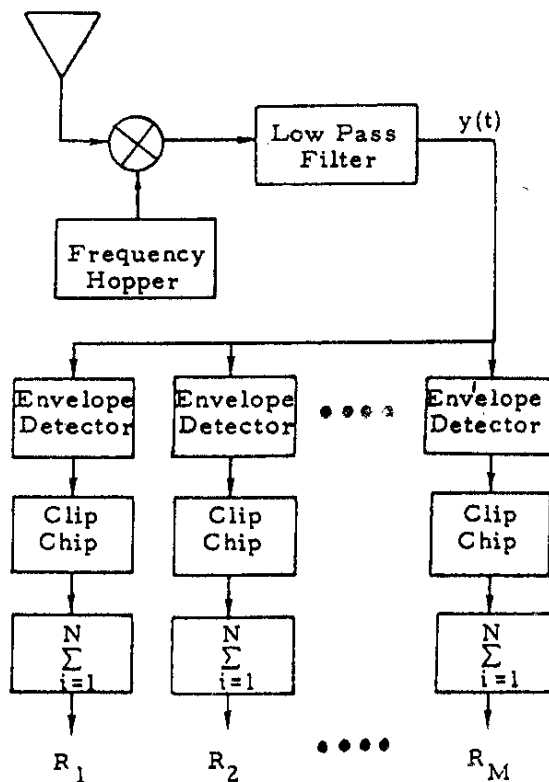 y(t)
Low Pass
Filter
Frequency
Hopper
Envelope
Detector
Envelope
Detector
Envelope
Detector
Clip
Chip
Clip
Chip
Clip
Chip
N
Σ
i=1
N
Σ
i=1
N
Σ
i=1
R1
R2
RM